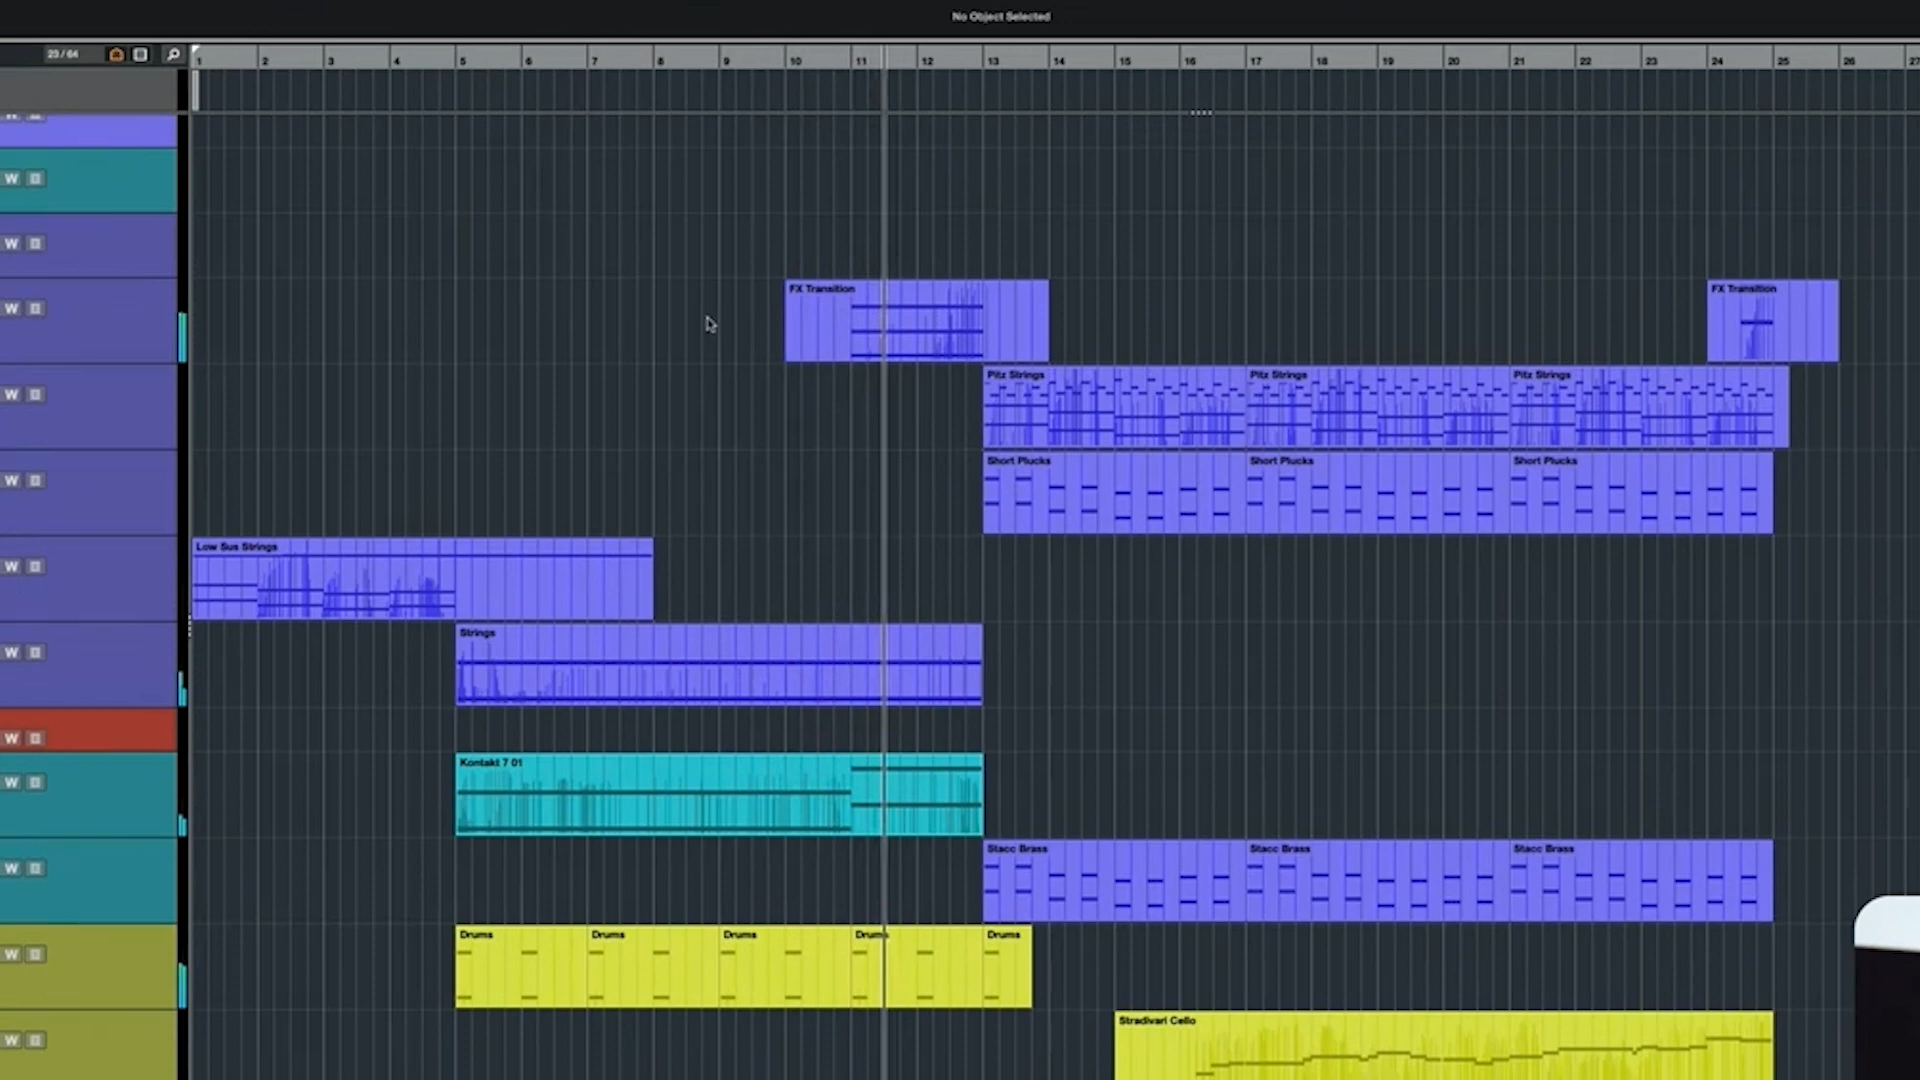 No Object Selected
23 / 64
1 2 3 4 5 6 7 8 9 10 11 12 13 14 15 16 17 18 19 20 21 22 23 24 25 26 27
W
W
W
FX Transition FX Transition
W
Pitz Strings Pitz Strings Pitz Strings
W
Short Plucks Short Plucks Short Plucks
W
Low Sus Strings
W
Strings
W
W
Kontakt 7 01
W
Stacc Brass Stacc Brass Stacc Brass
W
Drums Drums Drums Drums Drums
W
Stradivari Cello
W